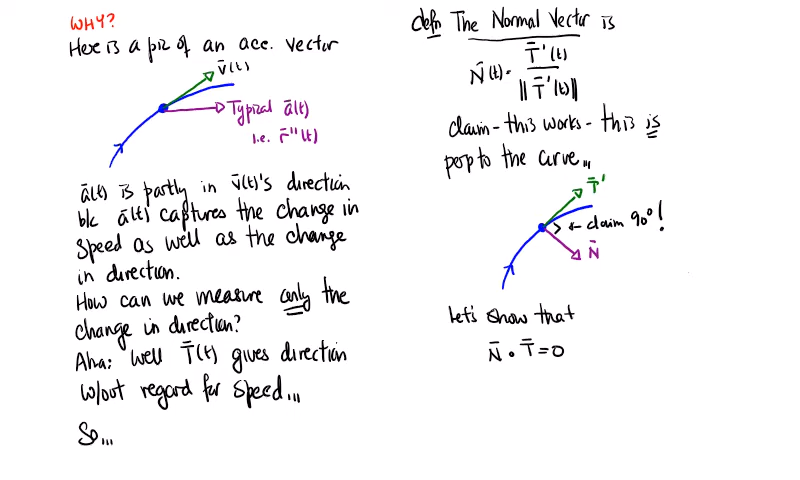 WHY?
Here is a pic of an acc. vector
v̄(t)
Typical ā(t)
i.e. r̄''(t)
ā(t) is partly in v̄(t)'s direction
b/c ā(t) captures the change in
speed as well as the change
in direction.
How can we measure only the
change in direction?
Aha: Well T̄(t) gives direction
w/out regard for speed...
So...
defn The Normal Vector is
N̄(t) = T̄'(t) / ||T̄'(t)||
claim - this works - this is
perp to the curve...
T̄'
← claim 90°!
N̄
Let's show that
N̄ • T̄ = 0